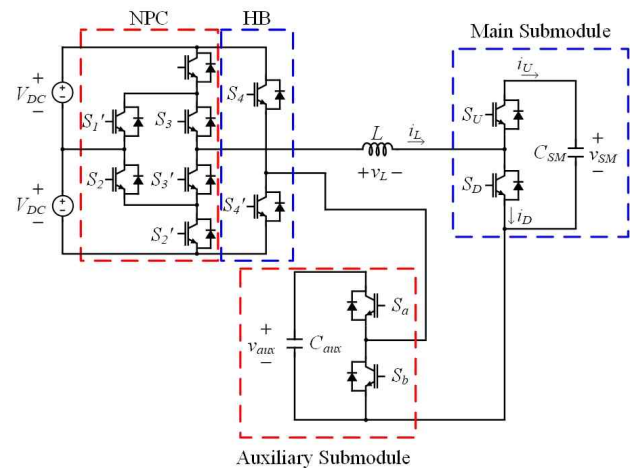 NPC HB
Main Submodule
+
V_DC
−
+
V_DC
−
S_1'
S_2
S_3
S_3'
S_2'
S_4
S_4'
L
i_L
+v_L−
i_U
S_U
S_D
i_D
C_SM
+
v_SM
−
+
v_aux
−
C_aux
S_a
S_b
Auxiliary Submodule